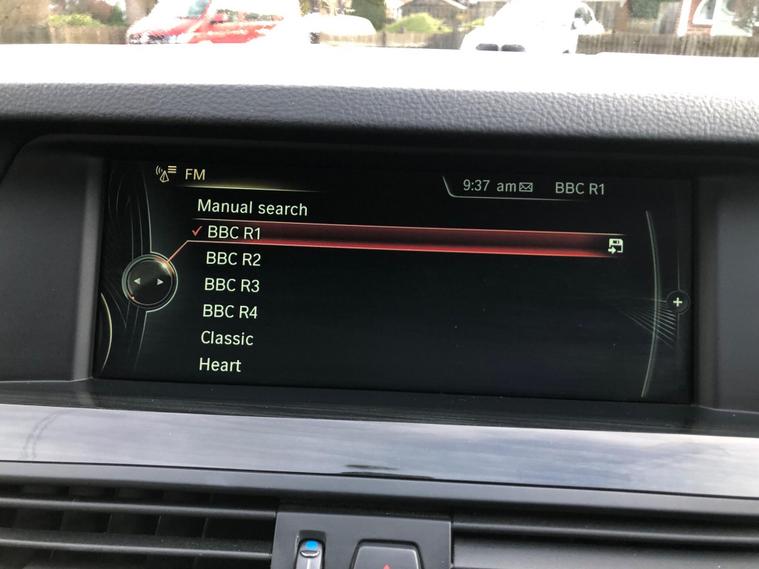 FM
9:37 am BBC R1
Manual search
BBC R1
BBC R2
BBC R3
BBC R4
Classic
Heart